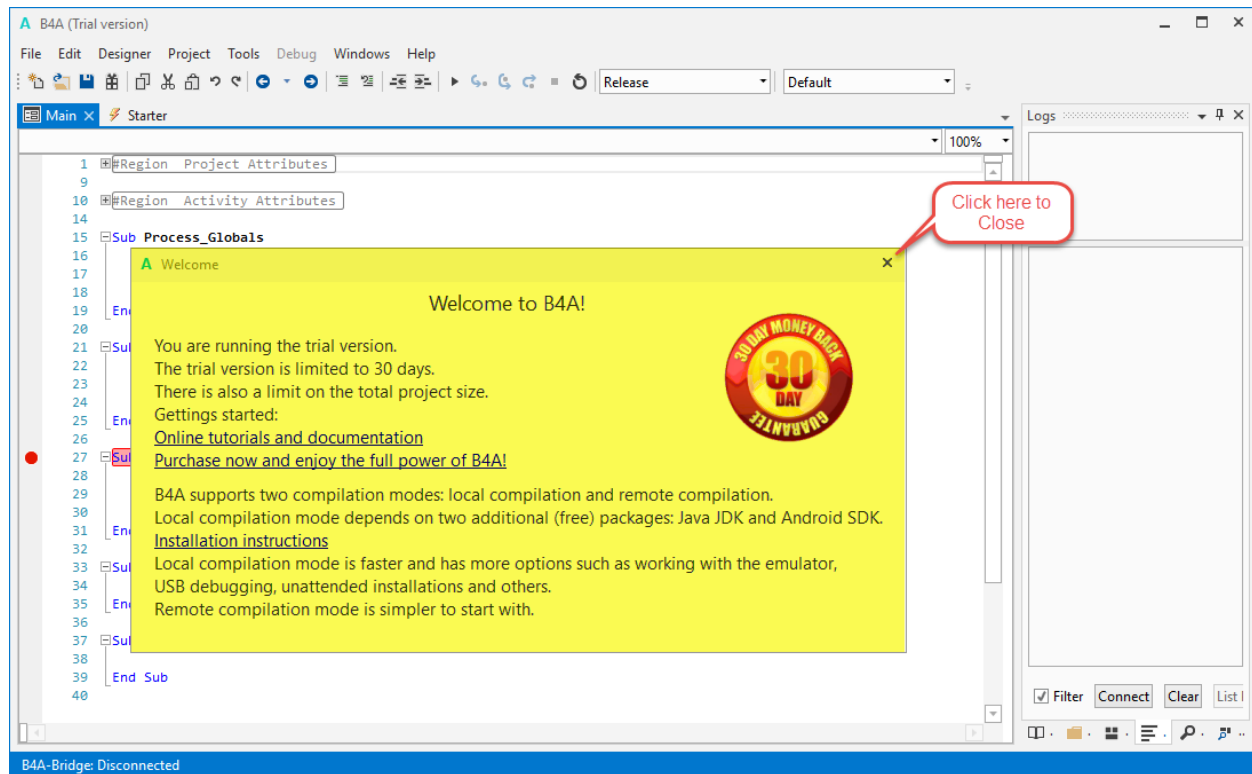 A B4A (Trial version)
File Edit Designer Project Tools Debug Windows Help
Release Default
Main Starter
Logs
100%
1 #Region Project Attributes
9
10 #Region Activity Attributes
14
15 Sub Process_Globals
16
17
18
19 En
20
21 Sul
22
23
24
25 En
26
27 Sul
28
29
30
31 En
32
33 Sul
34
35 En
36
37 Sul
38
39 End Sub
40
Click here to
Close
A Welcome
Welcome to B4A!
You are running the trial version.
The trial version is limited to 30 days.
There is also a limit on the total project size.
Gettings started:
Online tutorials and documentation
Purchase now and enjoy the full power of B4A!
30 DAY MONEY BACK
30
DAY
GUARANTEE
B4A supports two compilation modes: local compilation and remote compilation.
Local compilation mode depends on two additional (free) packages: Java JDK and Android SDK.
Installation instructions
Local compilation mode is faster and has more options such as working with the emulator,
USB debugging, unattended installations and others.
Remote compilation mode is simpler to start with.
Filter Connect Clear List
B4A-Bridge: Disconnected